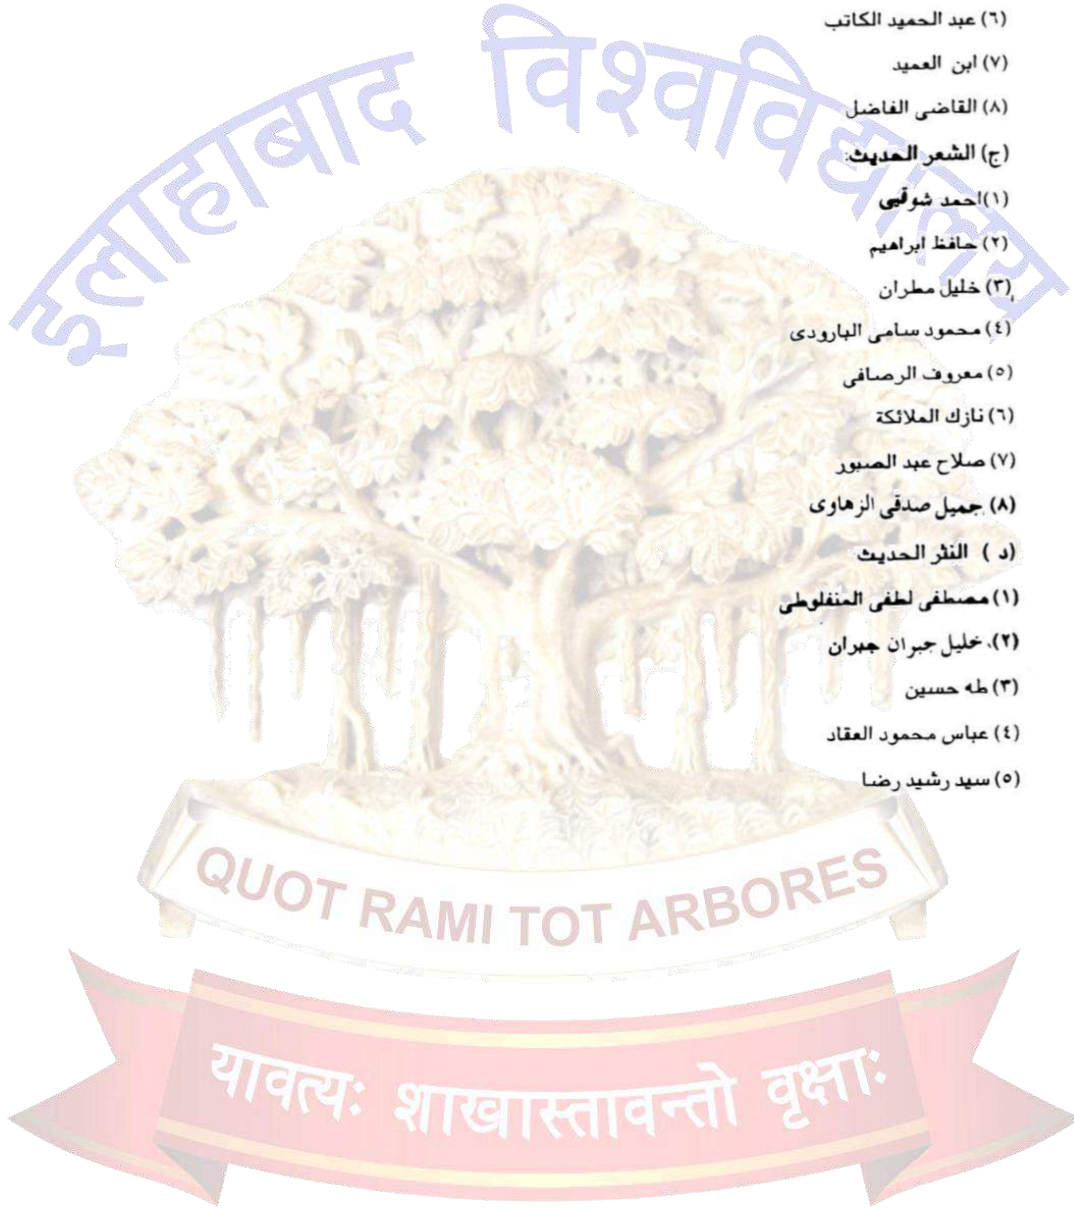 (٦) عبد الحميد الكاتب
(٧) ابن العميد
(٨) القاضى الفاضل
(ج) الشعر الحديث:
(١) احمد شوقيى
(٢) حافظ ابراهيم
(٣) خليل مطران
(٤) محمود سامى البارودى
(٥) معروف الرصافى
(٦) نازك الملائكة
(٧) صلاح عبد الصبور
(٨) جميل صدقى الزهاوى
(د ) النثر الحديث
(١) مصطفى لطفى المنفلوطى
(٢). خليل جبران جبران
(٣) طه حسين
(٤) عباس محمود العقاد
(٥) سيد رشيد رضا
इलाहाबाद विश्वविद्यालय
QUOT RAMI TOT ARBORES
यावत्यः शाखास्तावन्तो वृक्षाः